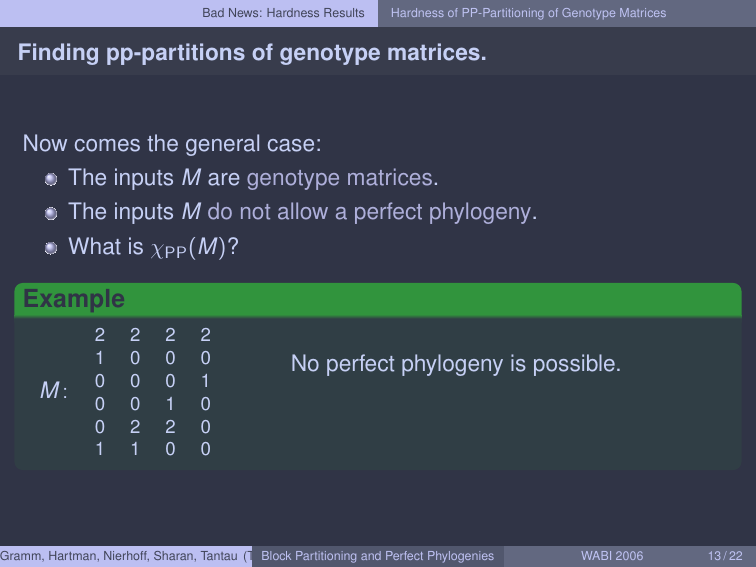 Bad News: Hardness Results Hardness of PP-Partitioning of Genotype Matrices
Finding pp-partitions of genotype matrices.
Now comes the general case:
The inputs M are genotype matrices.
The inputs M do not allow a perfect phylogeny.
What is χPP(M)?
Example
M:
2 2 2 2
1 0 0 0
0 0 0 1
0 0 1 0
0 2 2 0
1 1 0 0
No perfect phylogeny is possible.
Gramm, Hartman, Nierhoff, Sharan, Tantau (T Block Partitioning and Perfect Phylogenies WABI 2006 13 / 22